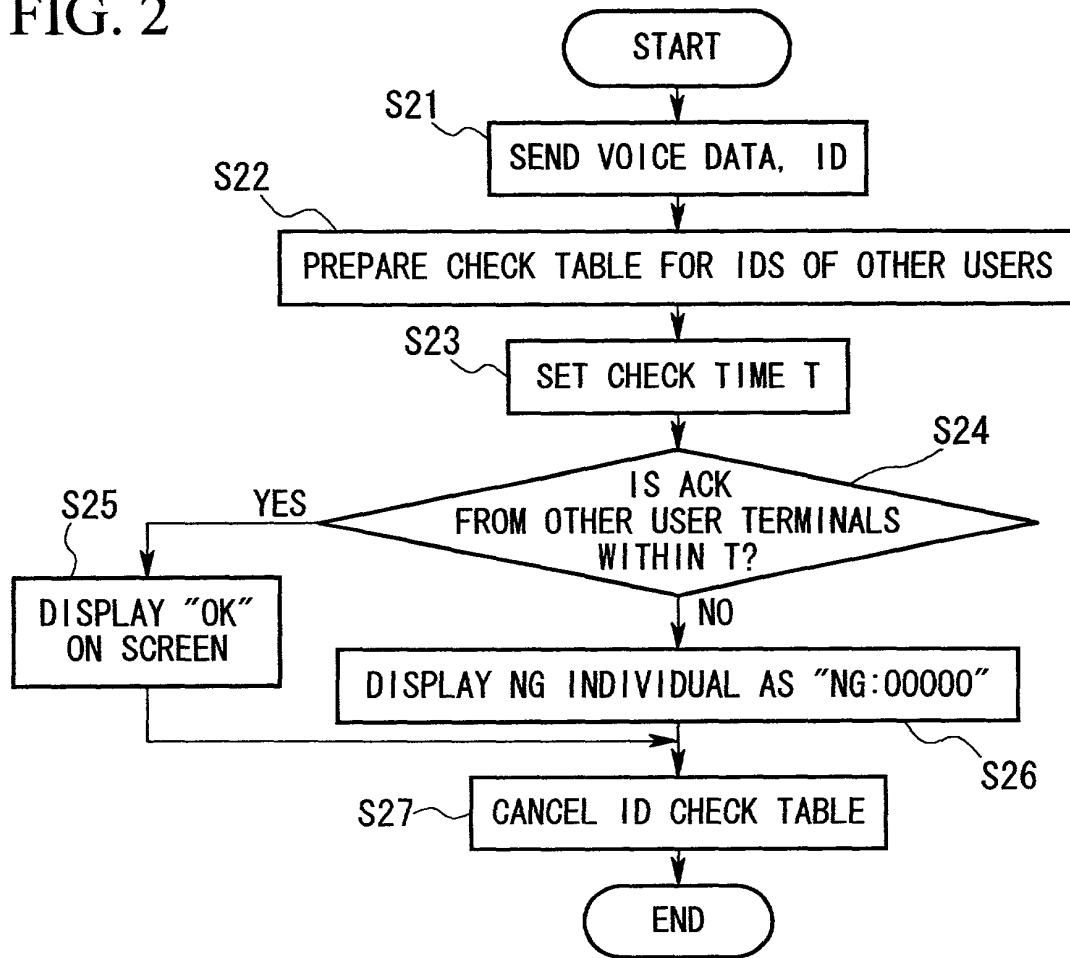 FIG. 2
START
S21
SEND VOICE DATA, ID
S22
PREPARE CHECK TABLE FOR IDS OF OTHER USERS
S23
SET CHECK TIME T
S24
IS ACK
FROM OTHER USER TERMINALS
WITHIN T?
YES
S25
DISPLAY "OK"
ON SCREEN
NO
DISPLAY NG INDIVIDUAL AS "NG:00000"
S26
S27
CANCEL ID CHECK TABLE
END